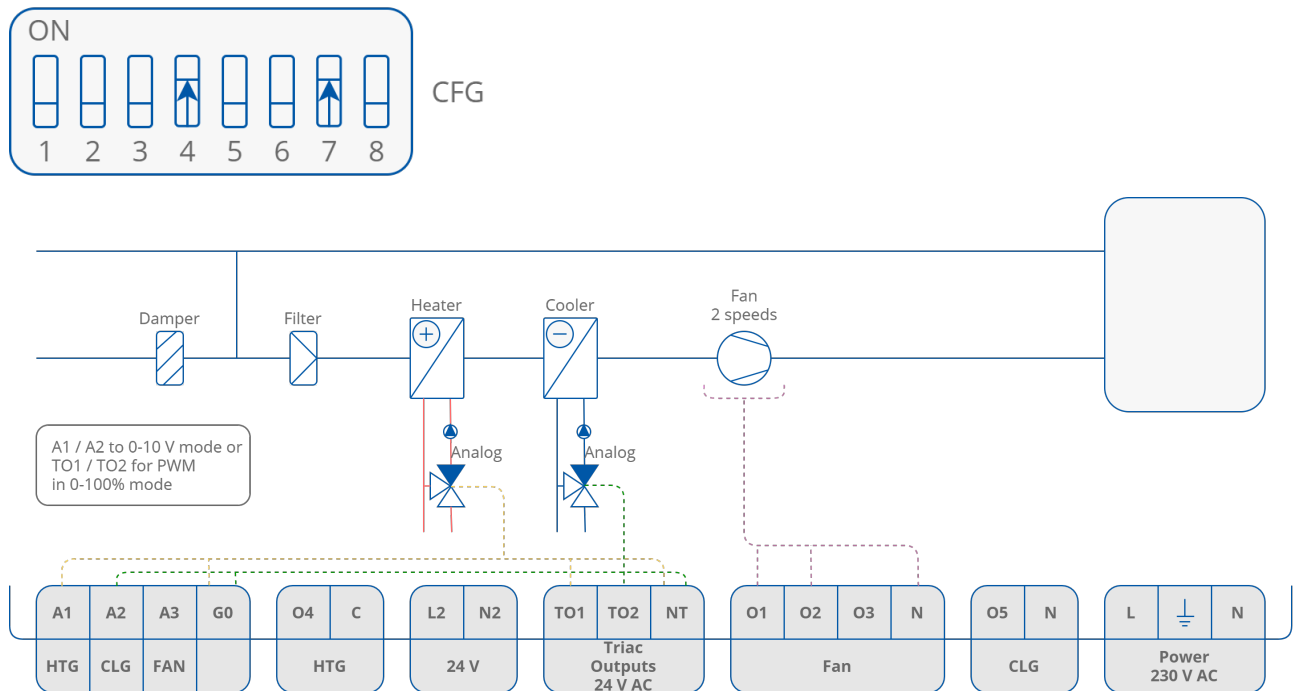 ON
1 2 3 4 5 6 7 8
CFG
Fan
2 speeds
Heater
Cooler
Damper
Filter
A1 / A2 to 0-10 V mode or
TO1 / TO2 for PWM
in 0-100% mode
Analog
Analog
A1 A2 A3 G0
O4 C
L2 N2
TO1 TO2 NT
O1 O2 O3 N
O5 N
L N
HTG CLG FAN
HTG
24 V
Triac
Outputs
24 V AC
Fan
CLG
Power
230 V AC